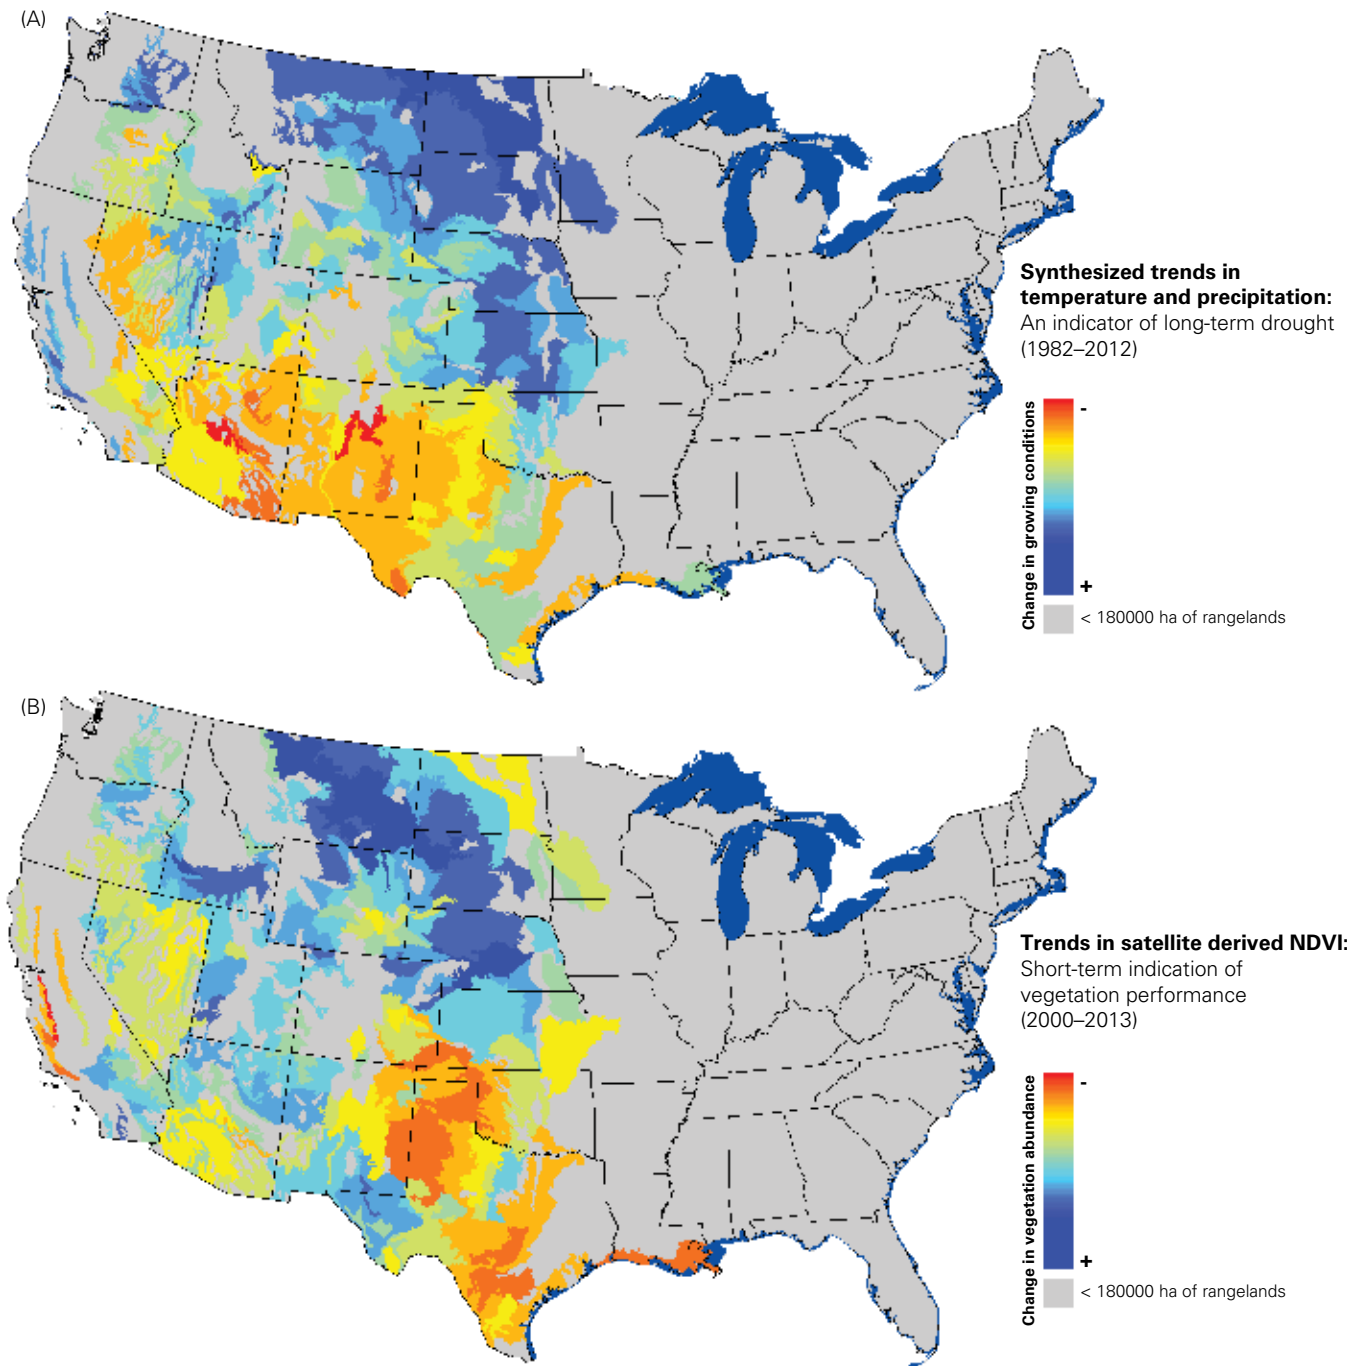 (A)
Synthesized trends in
temperature and precipitation:
An indicator of long-term drought
(1982–2012)
Change in growing conditions
-
+
< 180000 ha of rangelands
(B)
Trends in satellite derived NDVI:
Short-term indication of
vegetation performance
(2000–2013)
Change in vegetation abundance
-
+
< 180000 ha of rangelands